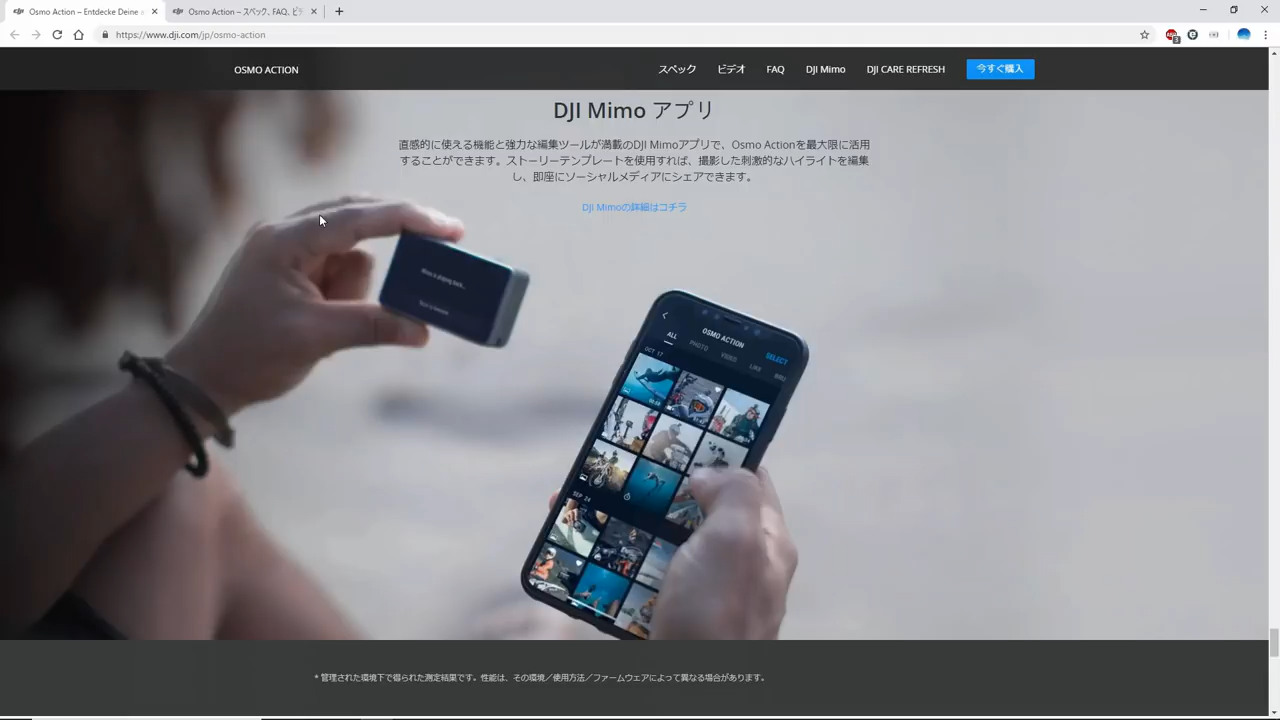 Osmo Action – Entdecke Deine
Osmo Action – スペック、FAQ、ビデ
https://www.dji.com/jp/osmo-action
OSMO ACTION
スペック
ビデオ
FAQ
DJI Mimo
DJI CARE REFRESH
今すぐ購入
DJI Mimo アプリ
直感的に使える機能と強力な編集ツールが満載のDJI Mimoアプリで、Osmo Actionを最大限に活用
することができます。ストーリーテンプレートを使用すれば、撮影した刺激的なハイライトを編集
し、即座にソーシャルメディアにシェアできます。
DJI Mimoの詳細はコチラ
OSMO ACTION
SELECT
ALL
PHOTO
VIDEO
OCT 17
SEP 24
* 管理された環境下で得られた測定結果です。性能は、その環境／使用方法／ファームウェアによって異なる場合があります。